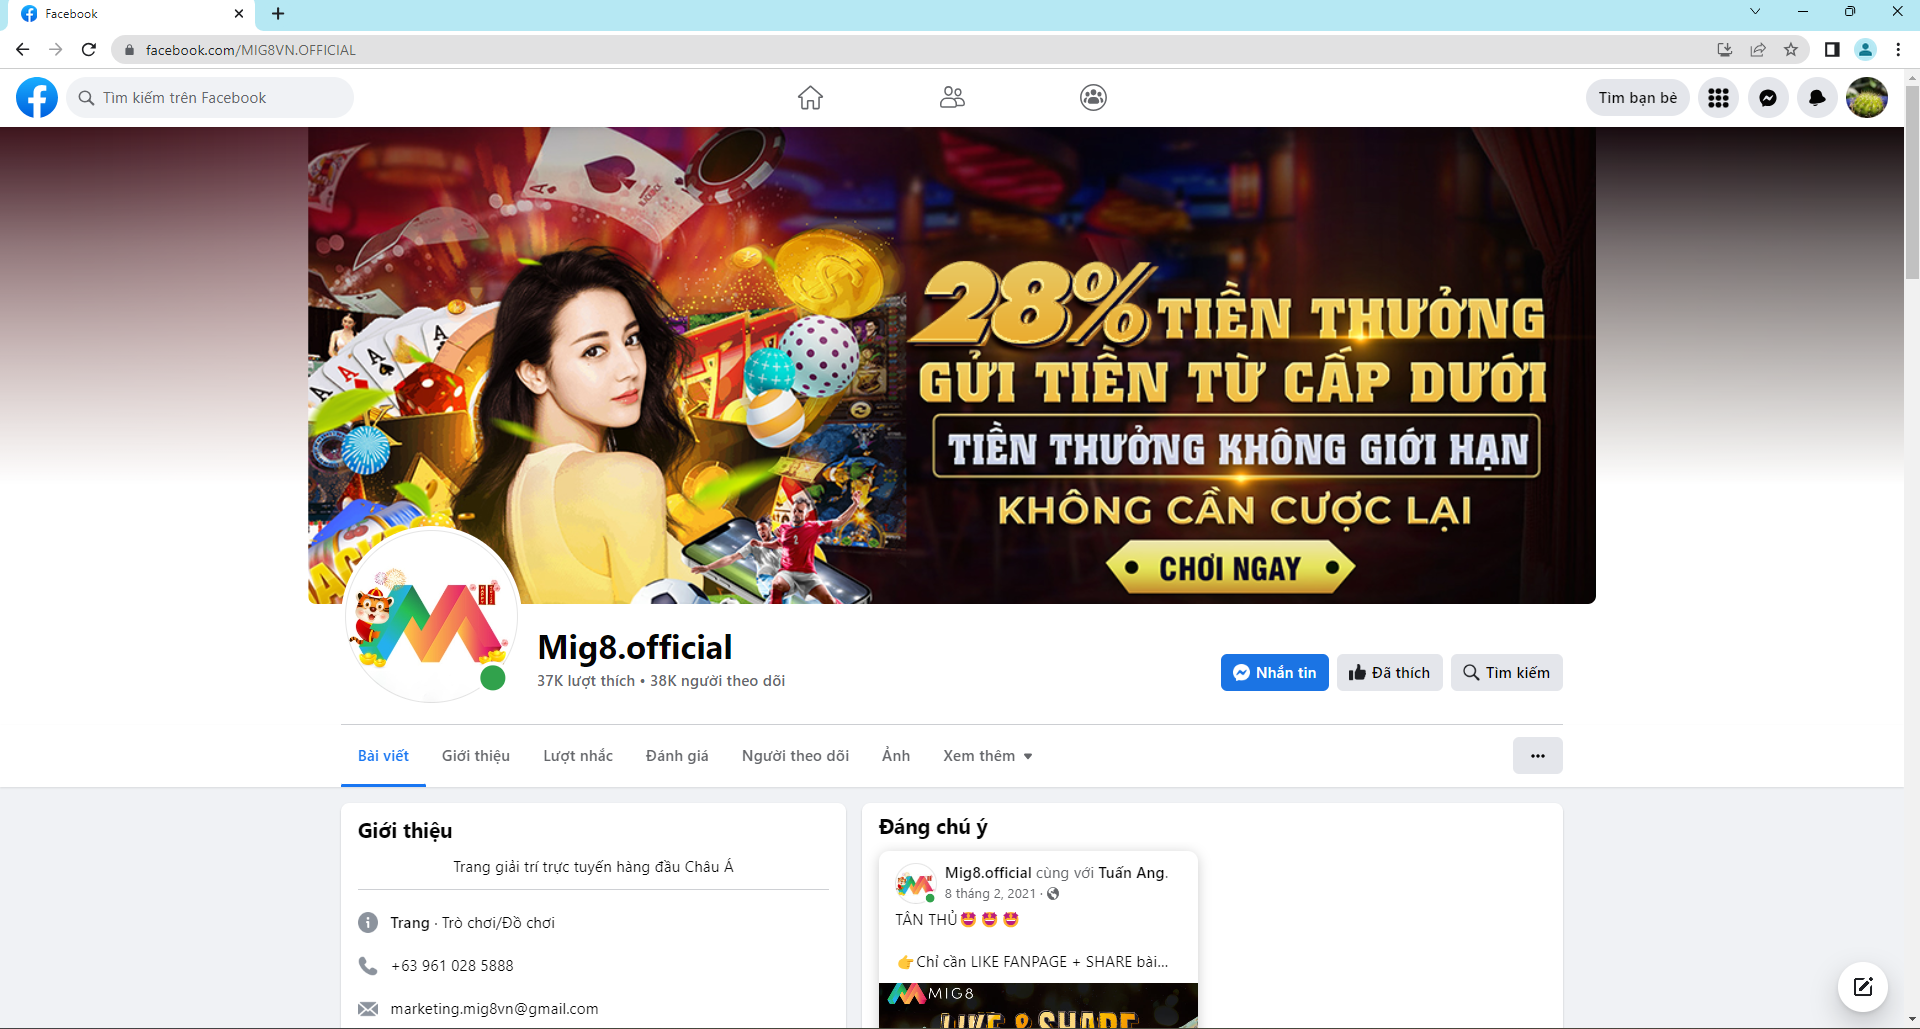 Facebook
facebook.com/MIG8VN.OFFICIAL
Tìm kiếm trên Facebook
Tìm bạn bè
28% TIỀN THƯỞNG
GỬI TIỀN TỪ CẤP DƯỚI
TIỀN THƯỞNG KHÔNG GIỚI HẠN
KHÔNG CẦN CƯỢC LẠI
CHƠI NGAY
Mig8.official
37K lượt thích • 38K người theo dõi
Nhắn tin
Đã thích
Tìm kiếm
Bài viết
Giới thiệu
Lượt nhắc
Đánh giá
Người theo dõi
Ảnh
Xem thêm
Giới thiệu
Trang giải trí trực tuyến hàng đầu Châu Á
Trang · Trò chơi/Đồ chơi
+63 961 028 5888
marketing.mig8vn@gmail.com
Đáng chú ý
Mig8.official cùng với Tuấn Ang.
8 tháng 2, 2021 ·
TÂN THỦ🤩 🤩 🤩
👉Chỉ cần LIKE FANPAGE + SHARE bài...
MIG8
LIKE & SHARE